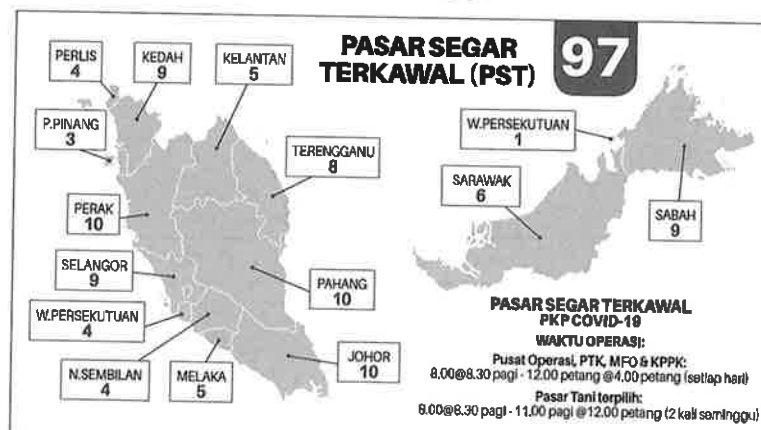 PASAR SEGAR
TERKAWAL (PST)
97
PERLIS
4
KEDAH
9
KELANTAN
5
P.PINANG
3
TERENGGANU
8
PERAK
10
SELANGOR
9
PAHANG
10
W.PERSEKUTUAN
4
N.SEMBILAN
4
MELAKA
5
JOHOR
10
W.PERSEKUTUAN
1
SARAWAK
6
SABAH
9
PASAR SEGAR TERKAWAL
PKP COVID-19
WAKTU OPERASI:
Pusat Operasi, PTK, MFO & KPPK:
8.00@8.30 pagi - 12.00 petang @4.00 petang (setiap hari)
Pasar Tani terpilih:
8.00@8.30 pagi - 11.00 pagi @12.00 petang (2 kali seminggu)